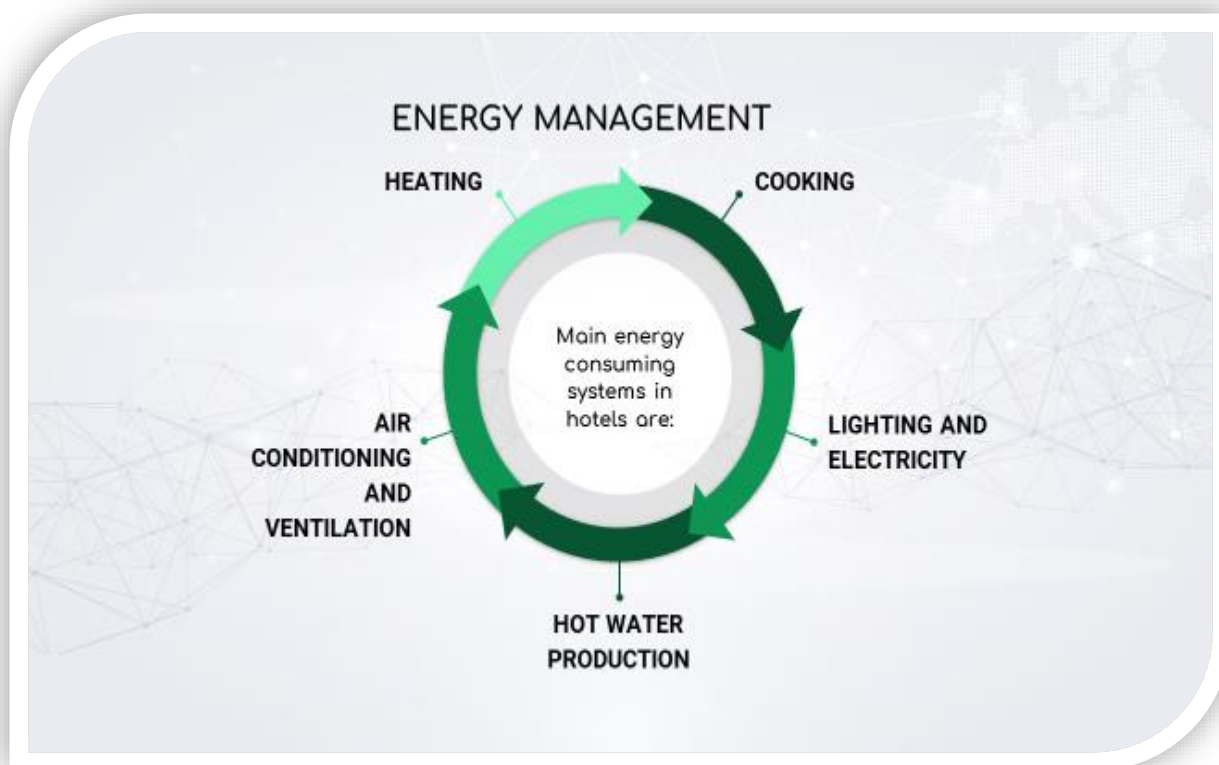 ENERGY MANAGEMENT
HEATING
COOKING
Main energy
consuming
systems in
hotels are:
AIR
CONDITIONING
AND
VENTILATION
LIGHTING AND
ELECTRICITY
HOT WATER
PRODUCTION